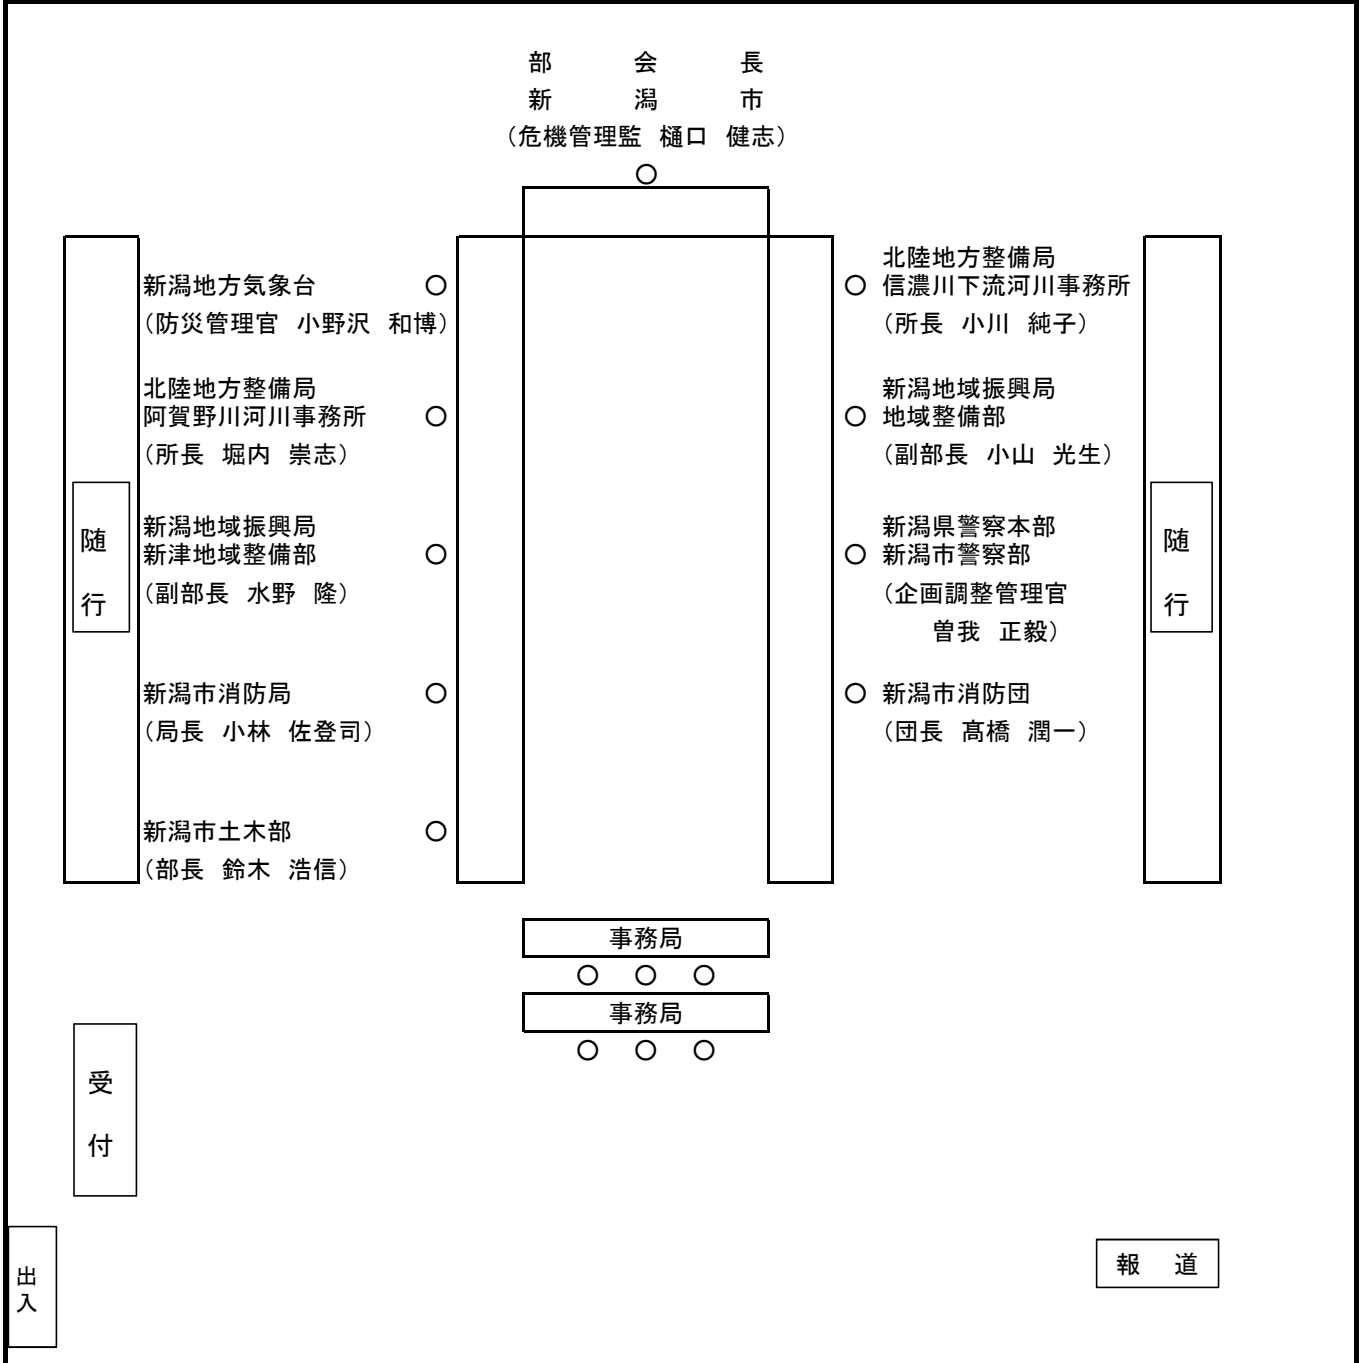 部　会　長
新　潟　市
（危機管理監　樋口　健志）
新潟地方気象台
（防災管理官　小野沢　和博）
北陸地方整備局
阿賀野川河川事務所
（所長　堀内　崇志）
新潟地域振興局
新津地域整備部
（副部長　水野　隆）
新潟市消防局
（局長　小林　佐登司）
新潟市土木部
（部長　鈴木　浩信）
北陸地方整備局
信濃川下流河川事務所
（所長　小川　純子）
新潟地域振興局
地域整備部
（副部長　小山　光生）
新潟県警察本部
新潟市警察部
（企画調整管理官
曽我　正毅）
新潟市消防団
（団長　髙橋　潤一）
随行
随行
事務局
事務局
受付
出入
報　道